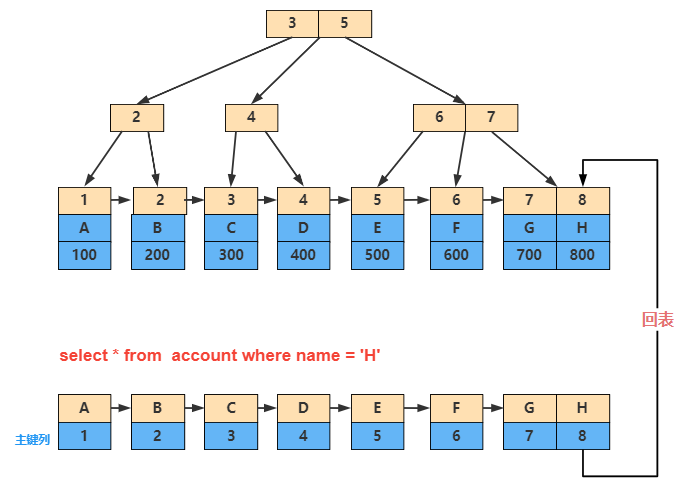 3 5
2 4 6 7
1 2 3 4 5 6 7 8
A B C D E F G H
100 200 300 400 500 600 700 800
回表
select * from account where name = 'H'
A B C D E F G H
主键列 1 2 3 4 5 6 7 8